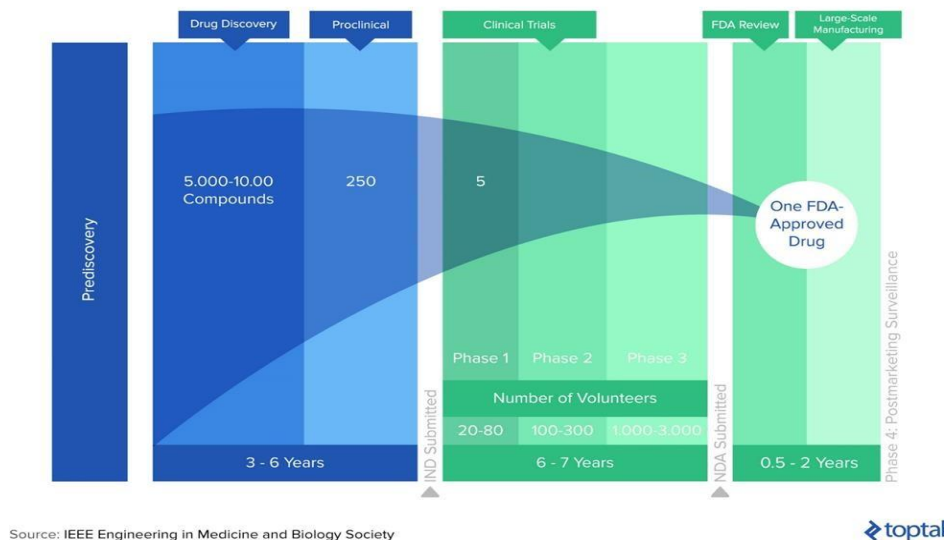 Drug Discovery
Proclinical
Clinical Trials
FDA Review
Large-Scale
Manufacturing
Prediscovery
5.000-10.00
Compounds
250
5
One FDA-
Approved
Drug
Phase 1
Phase 2
Phase 3
Number of Volunteers
20-80
100-300
1.000-3.000
3 - 6 Years
IND Submitted
6 - 7 Years
NDA Submitted
0.5 - 2 Years
Phase 4: Postmarketing Surveillance
Source: IEEE Engineering in Medicine and Biology Society
toptal